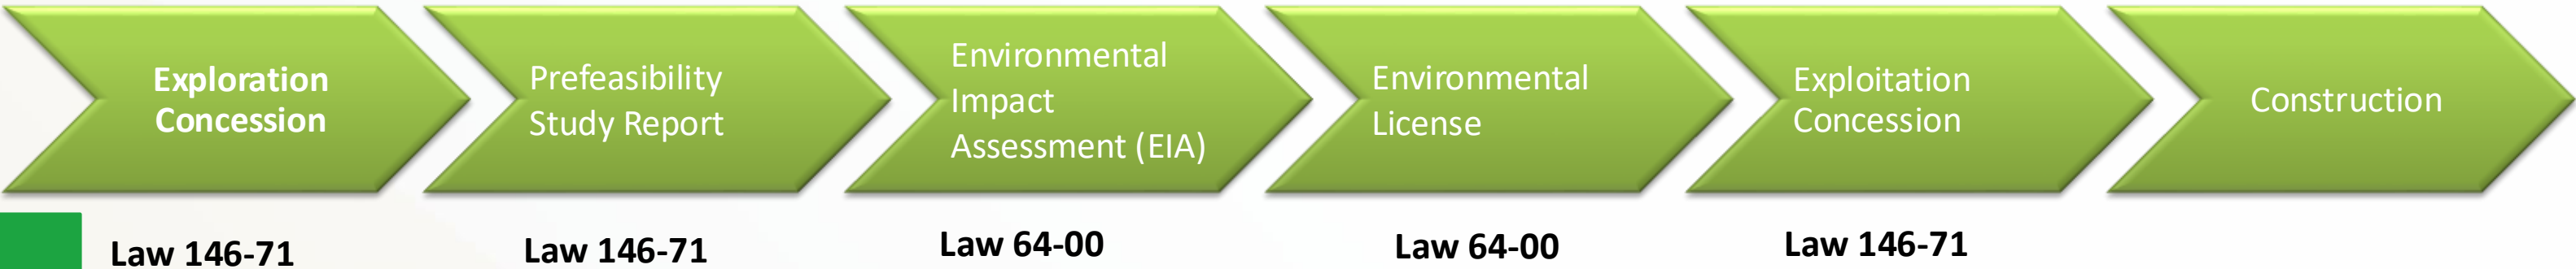 Exploration
Concession
Prefeasibility
Study Report
Environmental
Impact
Assessment (EIA)
Environmental
License
Exploitation
Concession
Construction
Law 146-71
Law 146-71
Law 64-00
Law 64-00
Law 146-71